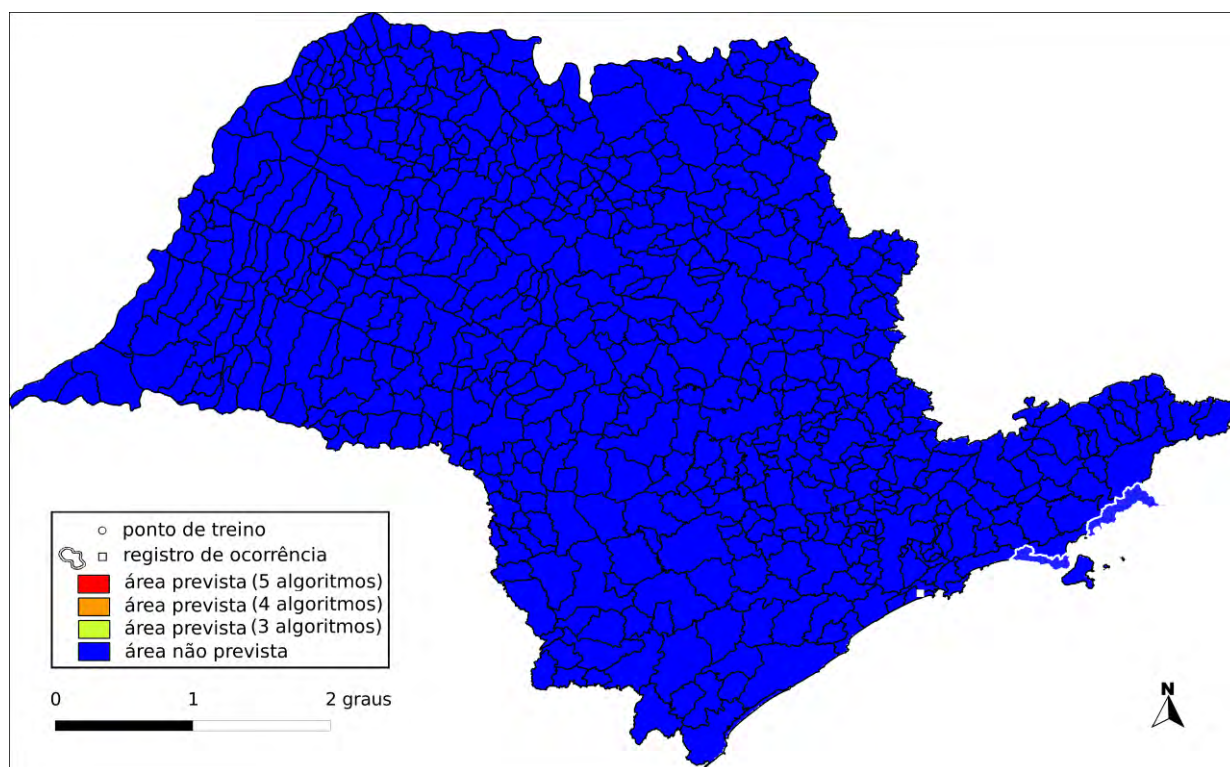 ponto de treino
registro de ocorrência
área prevista (5 algoritmos)
área prevista (4 algoritmos)
área prevista (3 algoritmos)
área não prevista
0 1 2 graus
N